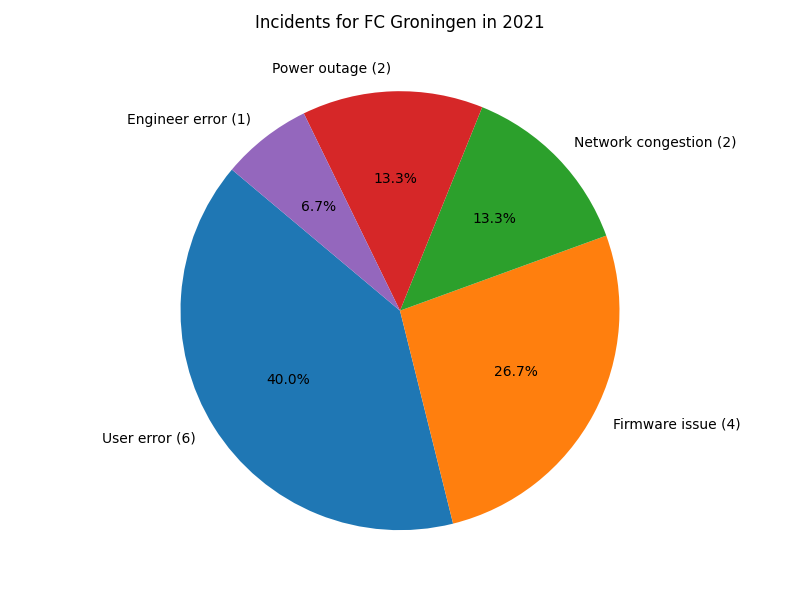 Incidents for FC Groningen in 2021
Power outage (2)
Engineer error (1)
Network congestion (2)
13.3%
6.7%
13.3%
26.7%
40.0%
Firmware issue (4)
User error (6)